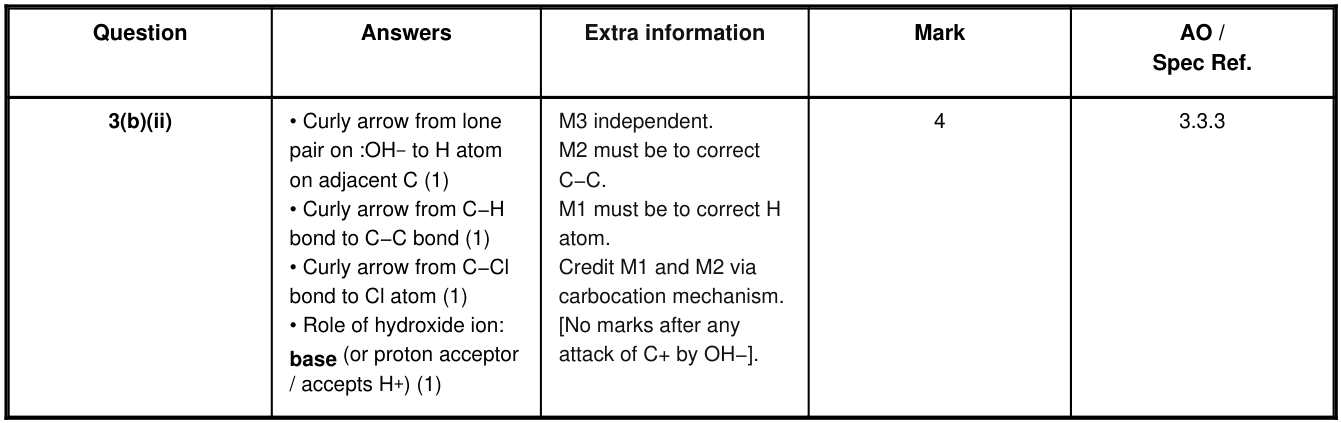 Question Answers Extra information Mark AO /
Spec Ref.
3(b)(ii)
• Curly arrow from lone
pair on :OH– to H atom
on adjacent C (1)
• Curly arrow from C–H
bond to C–C bond (1)
• Curly arrow from C–Cl
bond to Cl atom (1)
• Role of hydroxide ion:
base (or proton acceptor
/ accepts H+) (1)
M3 independent.
M2 must be to correct
C–C.
M1 must be to correct H
atom.
Credit M1 and M2 via
carbocation mechanism.
[No marks after any
attack of C+ by OH–].
4
3.3.3